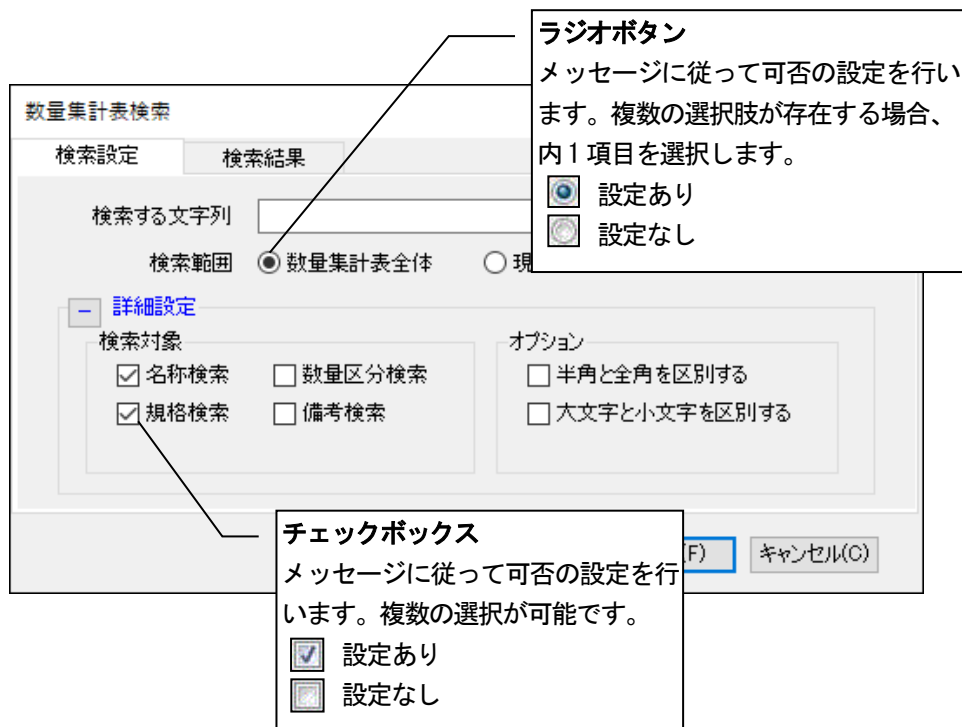 ラジオボタン
メッセージに従って可否の設定を行い
ます。複数の選択肢が存在する場合、
内1項目を選択します。
設定あり
設定なし
数量集計表検索
検索設定 検索結果
検索する文字列
検索範囲 数量集計表全体 現
− 詳細設定
検索対象 オプション
名称検索 数量区分検索 半角と全角を区別する
規格検索 備考検索 大文字と小文字を区別する
(F) キャンセル(C)
チェックボックス
メッセージに従って可否の設定を行
います。複数の選択が可能です。
設定あり
設定なし